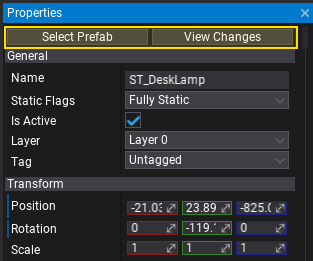 Properties
Select Prefab View Changes
General
Name ST_DeskLamp
Static Flags Fully Static
Is Active
Layer Layer 0
Tag Untagged
Transform
Position -21.03 23.89 -825.0
Rotation 0 -119.1 0
Scale 1 1 1